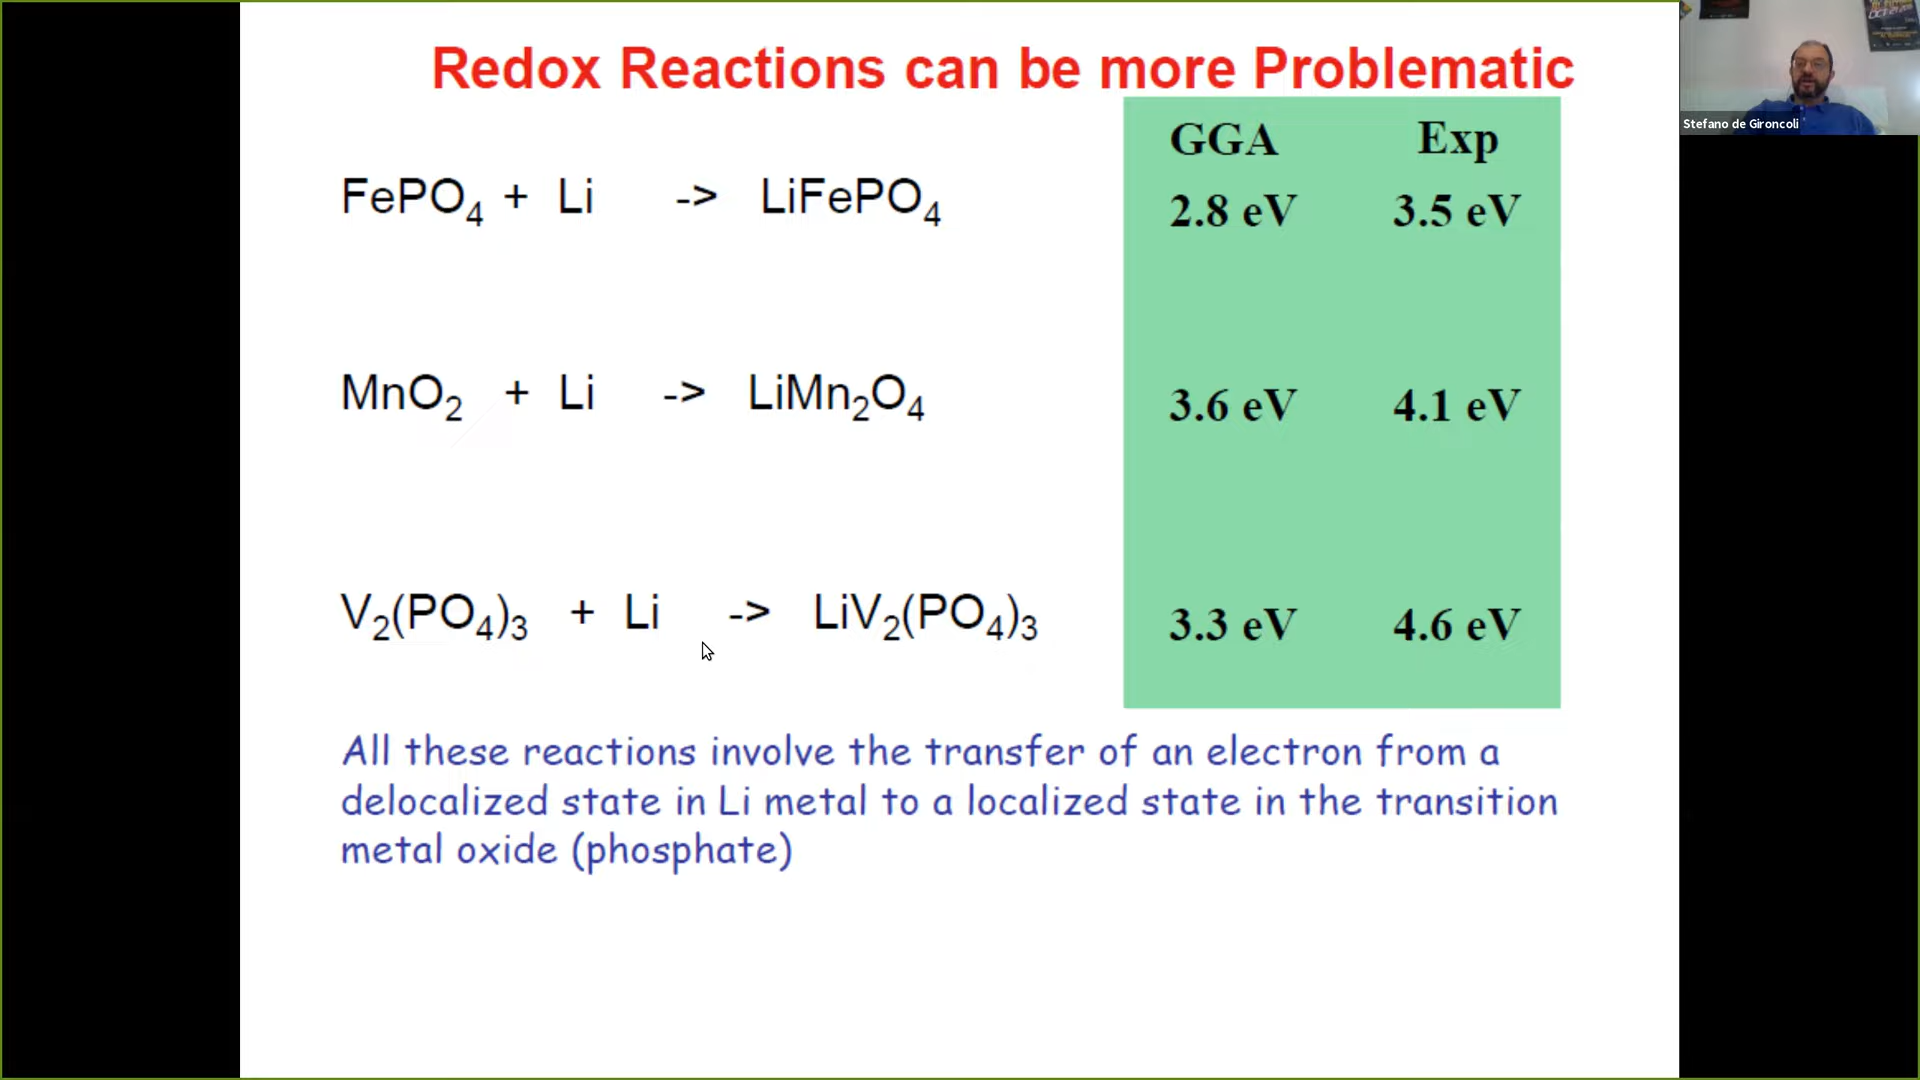 Redox Reactions can be more Problematic
GGA Exp
FePO4 + Li -> LiFePO4 2.8 eV 3.5 eV
MnO2 + Li -> LiMn2O4 3.6 eV 4.1 eV
V2(PO4)3 + Li -> LiV2(PO4)3 3.3 eV 4.6 eV
All these reactions involve the transfer of an electron from a
delocalized state in Li metal to a localized state in the transition
metal oxide (phosphate)
Stefano de Gironcoli